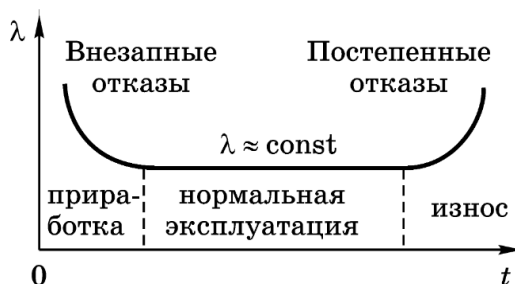 λ
Внезапные
отказы
Постепенные
отказы
λ ≈ const
прира-
ботка
нормальная
эксплуатация
износ
0
t